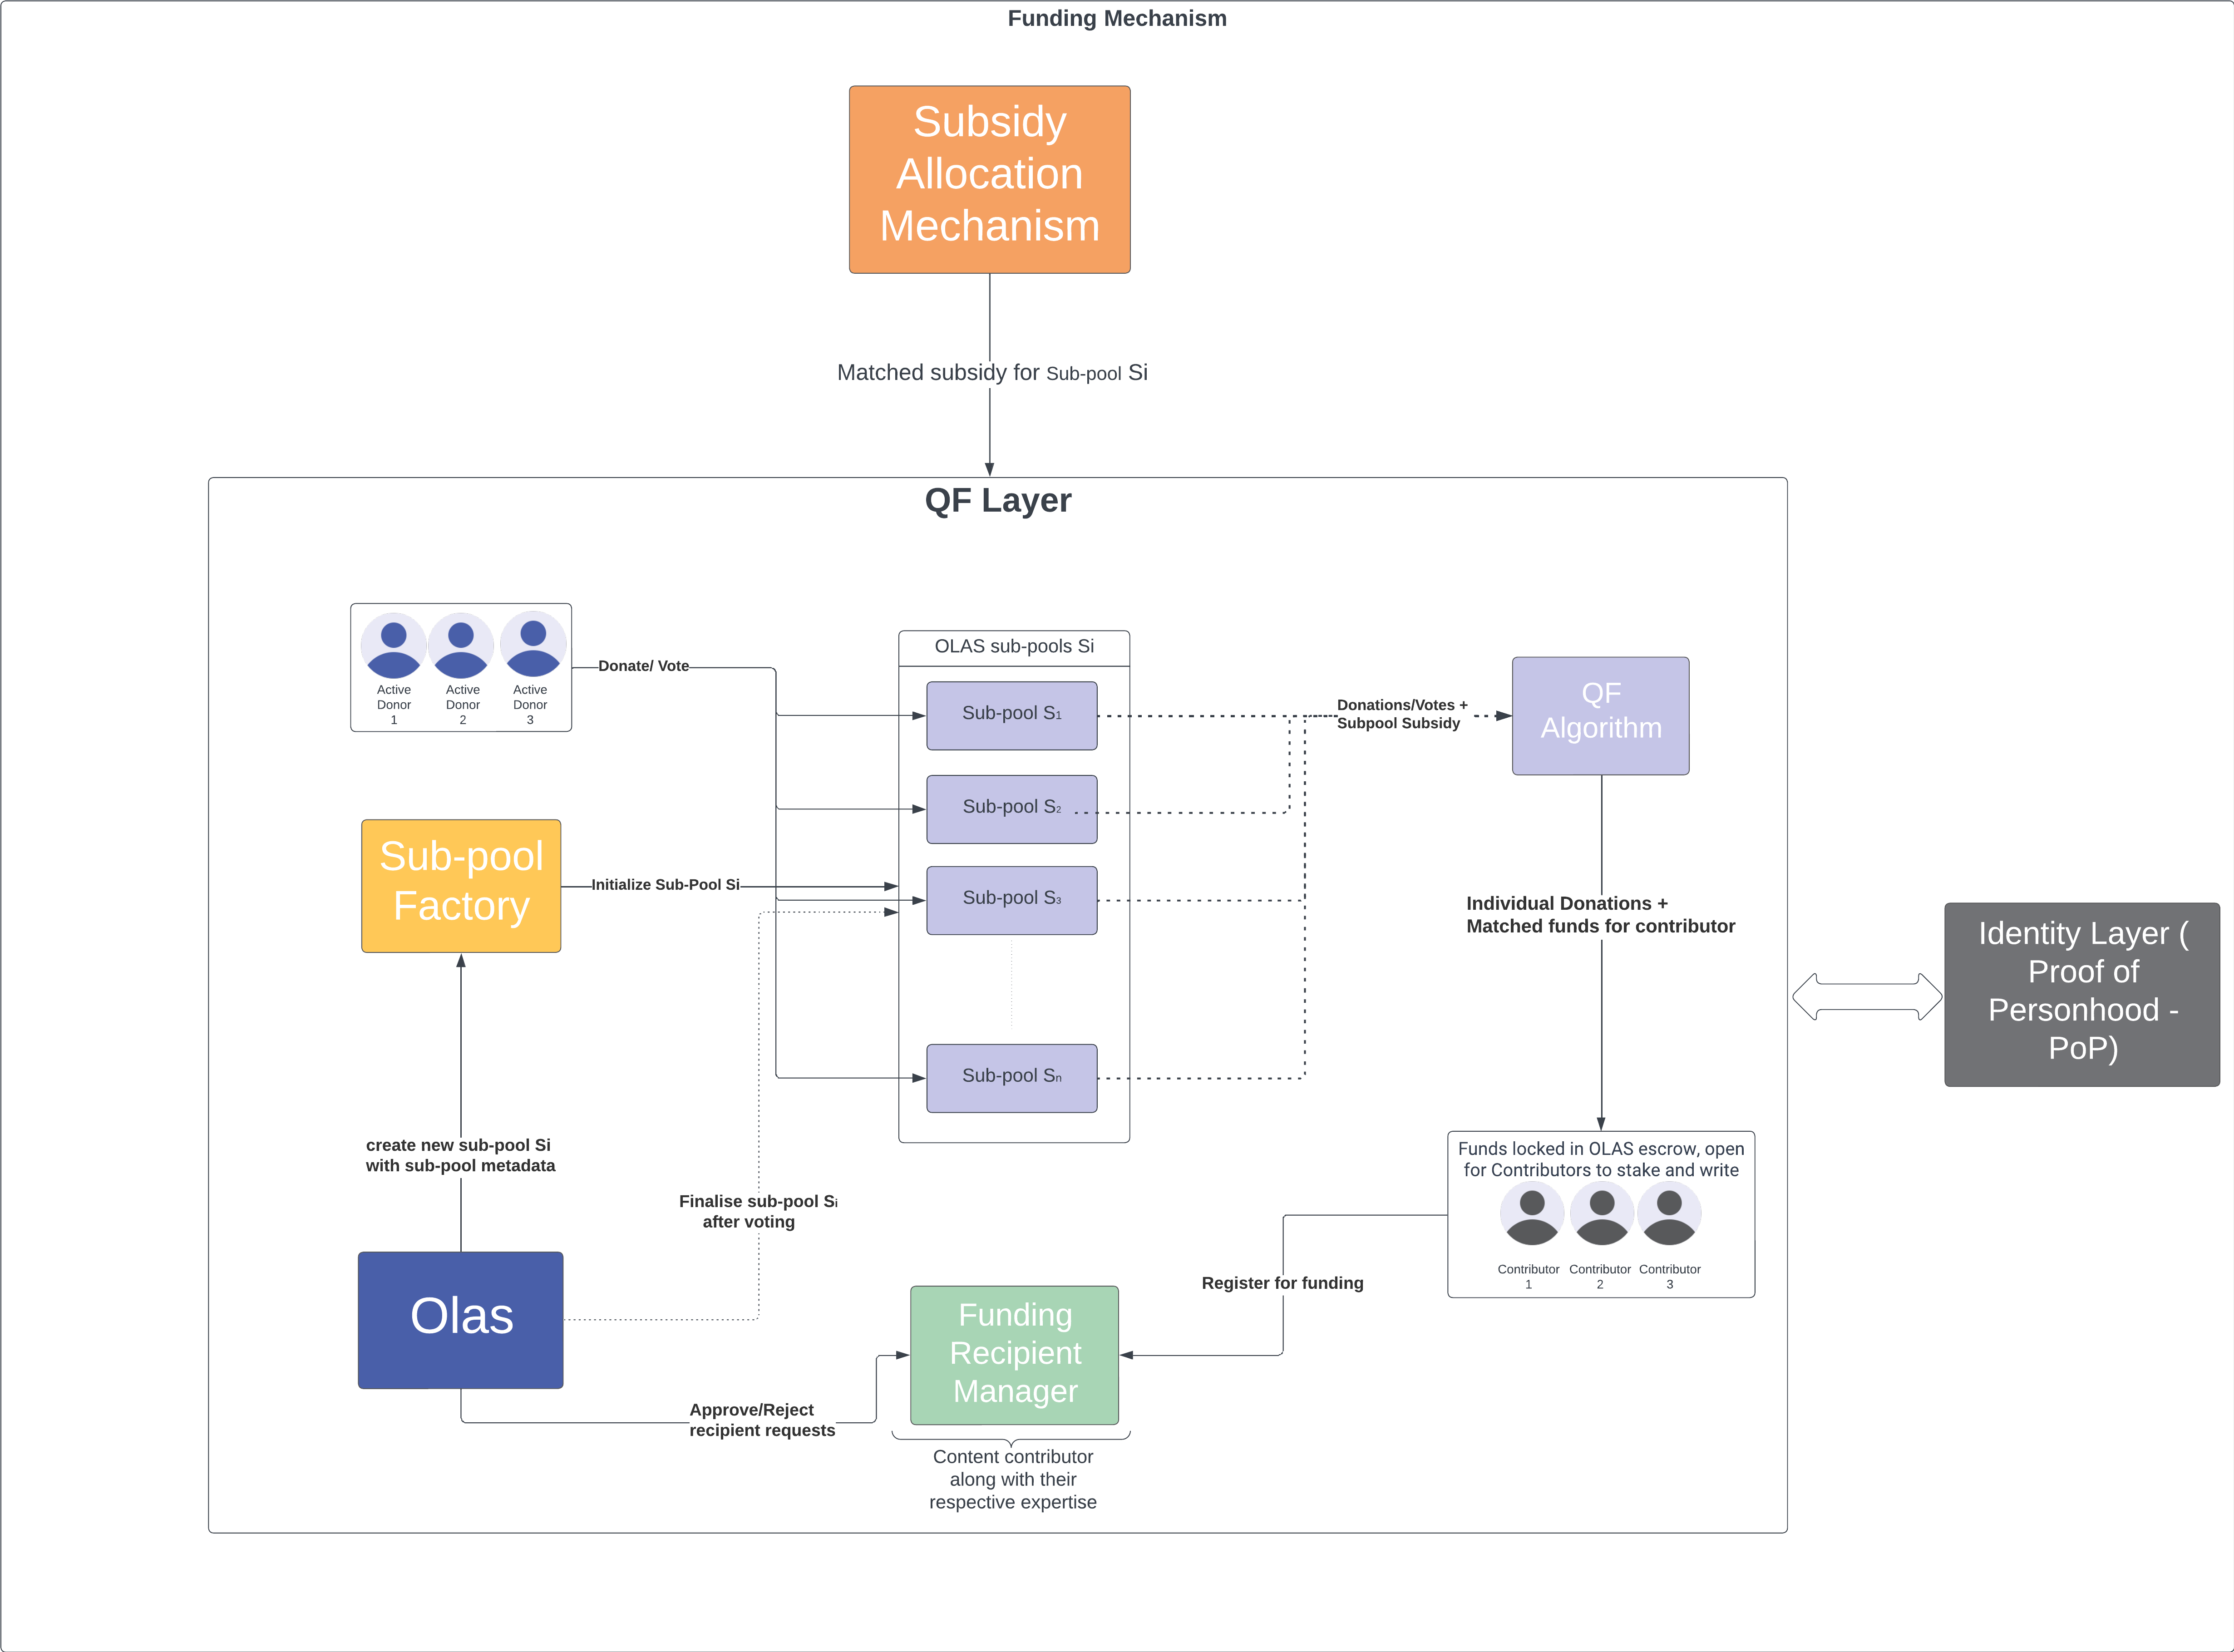 Funding Mechanism
Subsidy
Allocation
Mechanism
Matched subsidy for Sub-pool Si
QF Layer
Active
Donor
1
Active
Donor
2
Active
Donor
3
Donate/ Vote
OLAS sub-pools Si
Sub-pool S1
Sub-pool S2
Sub-pool S3
Sub-pool Sn
Donations/Votes +
Subpool Subsidy
QF
Algorithm
Sub-pool
Factory
Initialize Sub-Pool Si
Individual Donations +
Matched funds for contributor
Identity Layer (
Proof of
Personhood -
PoP)
create new sub-pool Si
with sub-pool metadata
Finalise sub-pool Si
after voting
Funds locked in OLAS escrow, open
for Contributors to stake and write
Contributor
1
Contributor
2
Contributor
3
Olas
Register for funding
Funding
Recipient
Manager
Approve/Reject
recipient requests
Content contributor
along with their
respective expertise